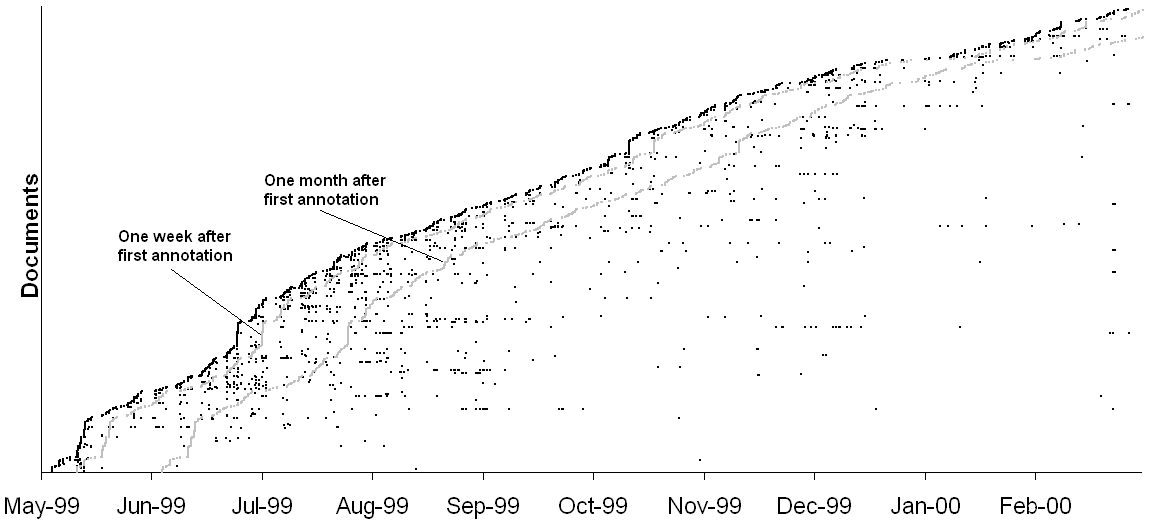 One month after
first annotation
One week after
first annotation
Documents
May-99 Jun-99 Jul-99 Aug-99 Sep-99 Oct-99 Nov-99 Dec-99 Jan-00 Feb-00